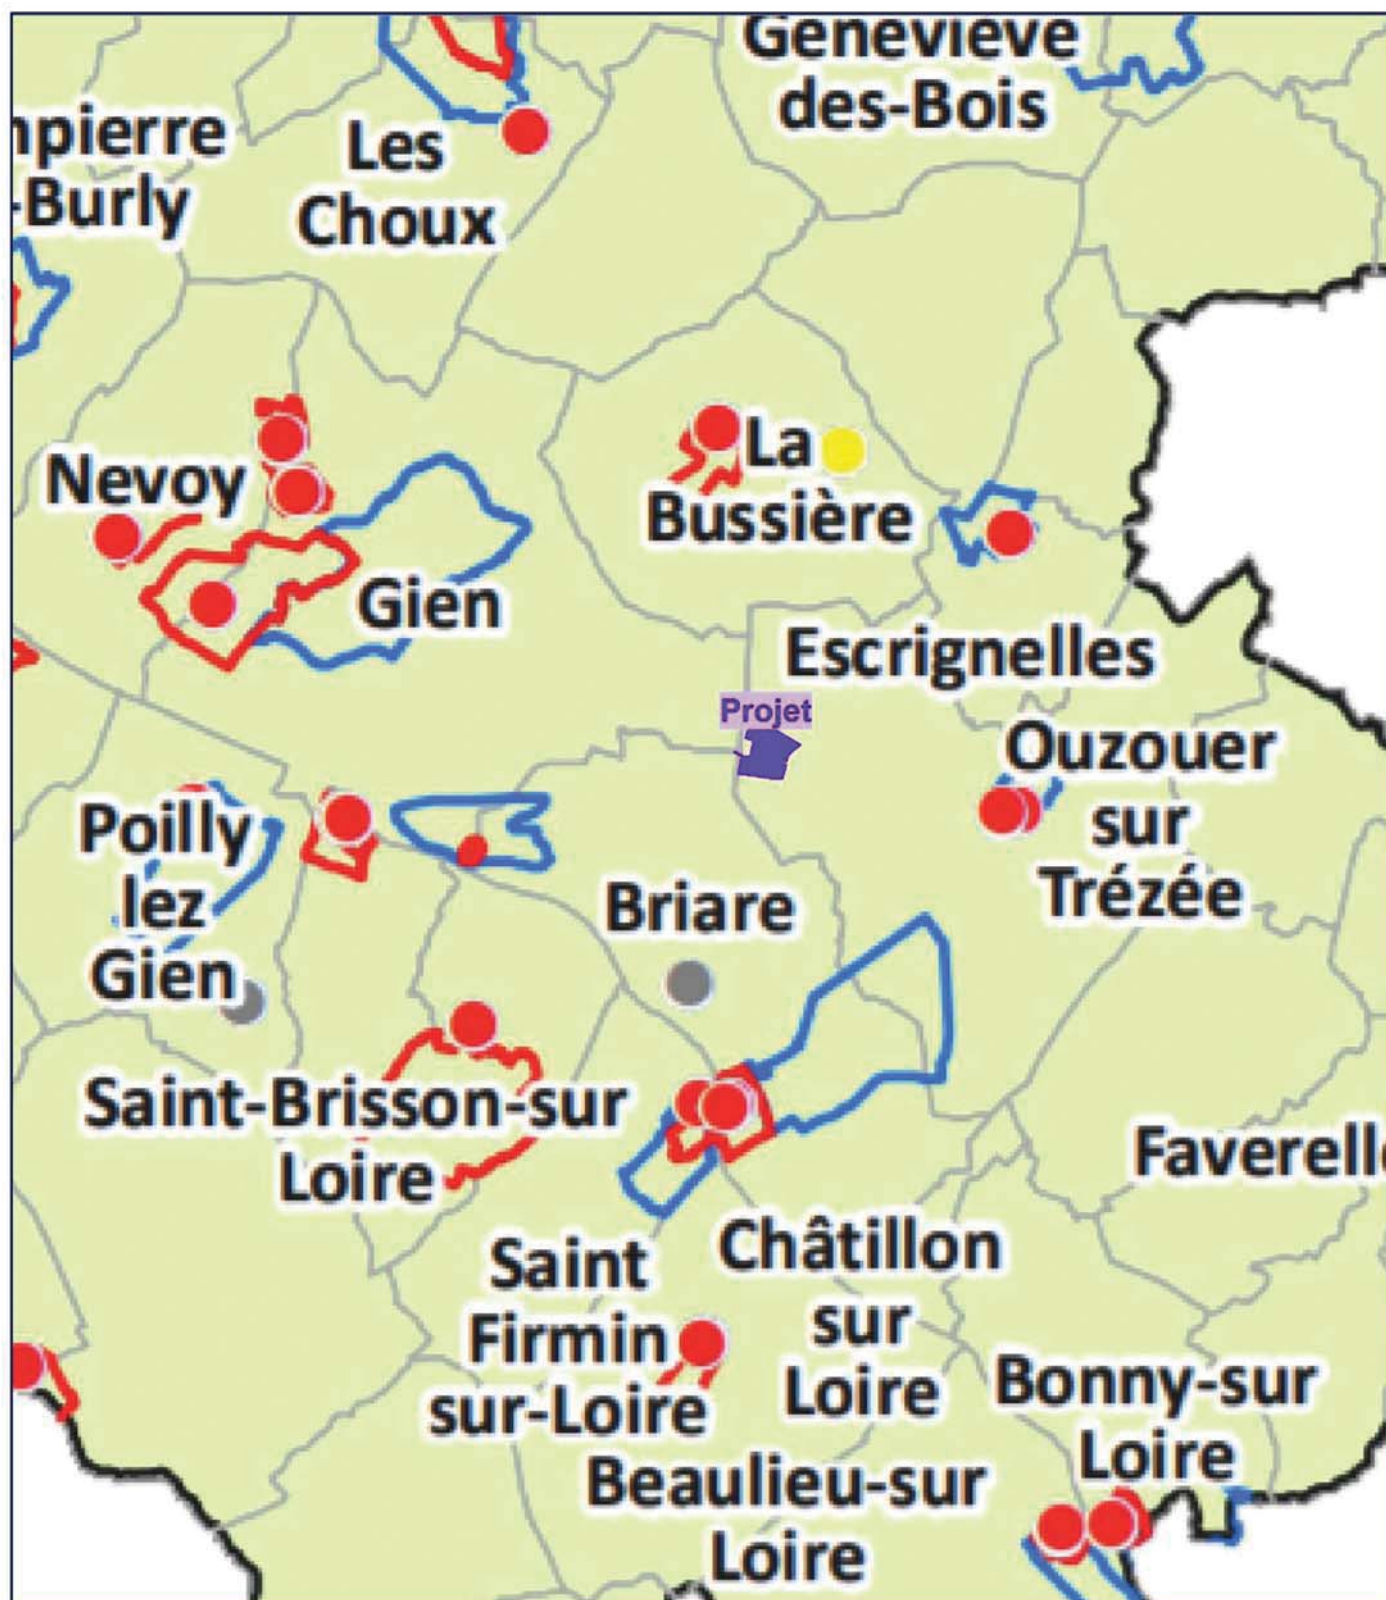 Geneviève
des-Bois
npierre
-Burly
Les
Choux
Nevoy
La
Bussière
Gien
Escrignelles
Projet
Ouzouer
sur
Trézée
Poilly
lez
Gien
Briare
Saint-Brisson-sur
Loire
Faverelle
Saint
Firmin
sur-Loire
Châtillon
sur
Loire
Bonny-sur
Loire
Beaulieu-sur
Loire